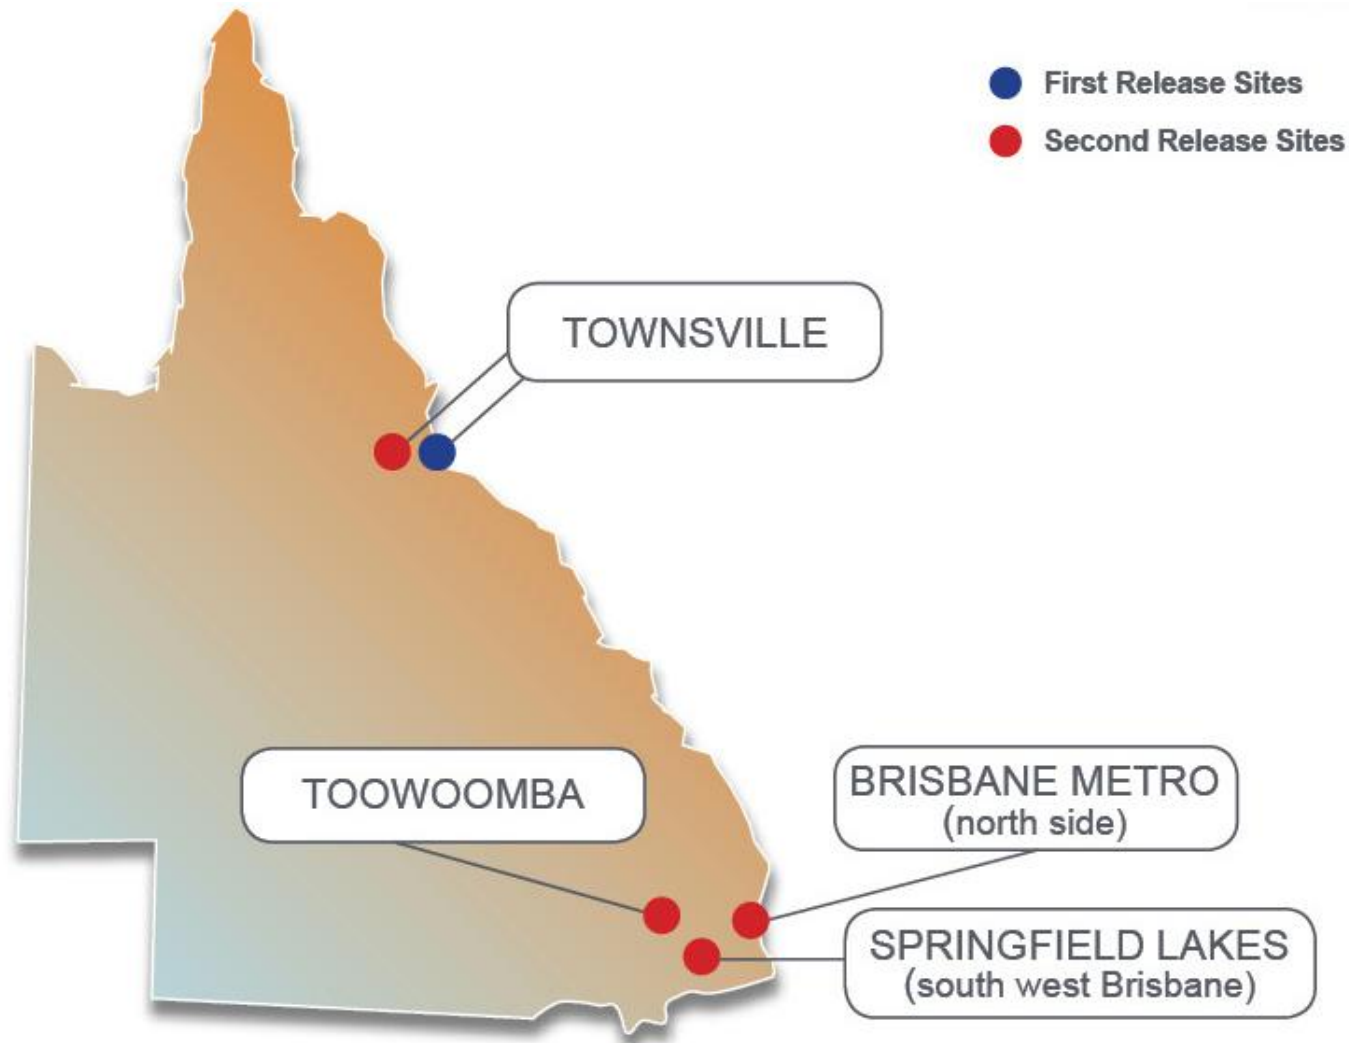 First Release Sites
Second Release Sites
TOWNSVILLE
TOOWOOMBA
BRISBANE METRO
(north side)
SPRINGFIELD LAKES
(south west Brisbane)